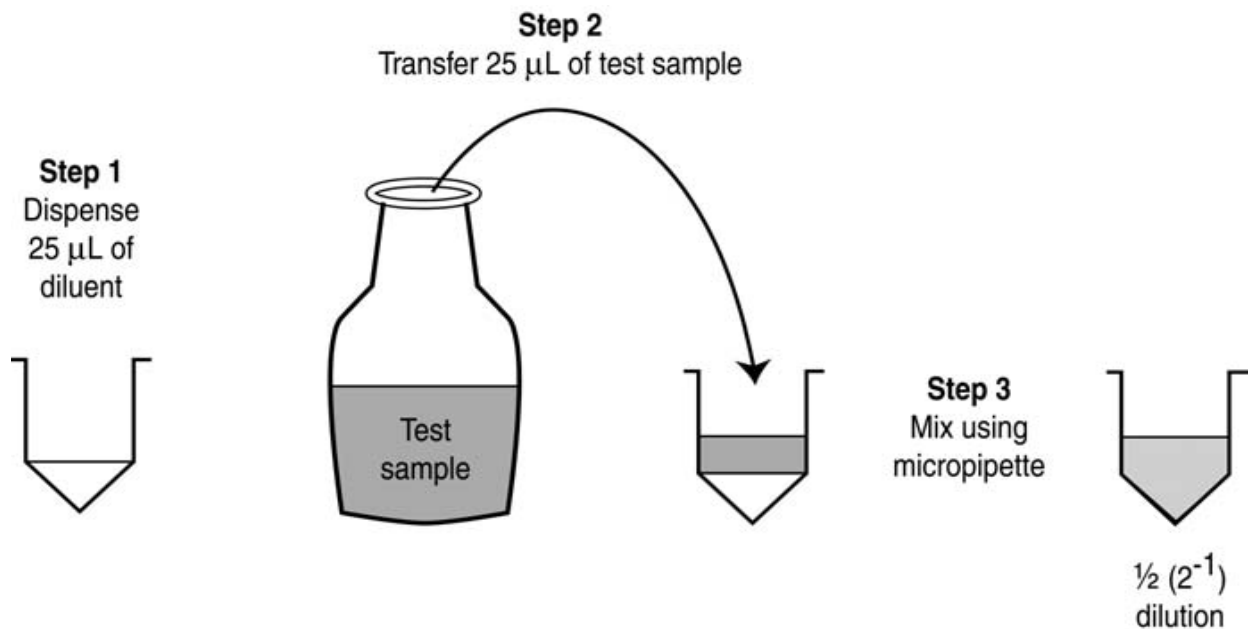 Step 2
Transfer 25 μL of test sample
Step 1
Dispense
25 μL of
diluent
Test
sample
Step 3
Mix using
micropipette
½ (2⁻¹)
dilution